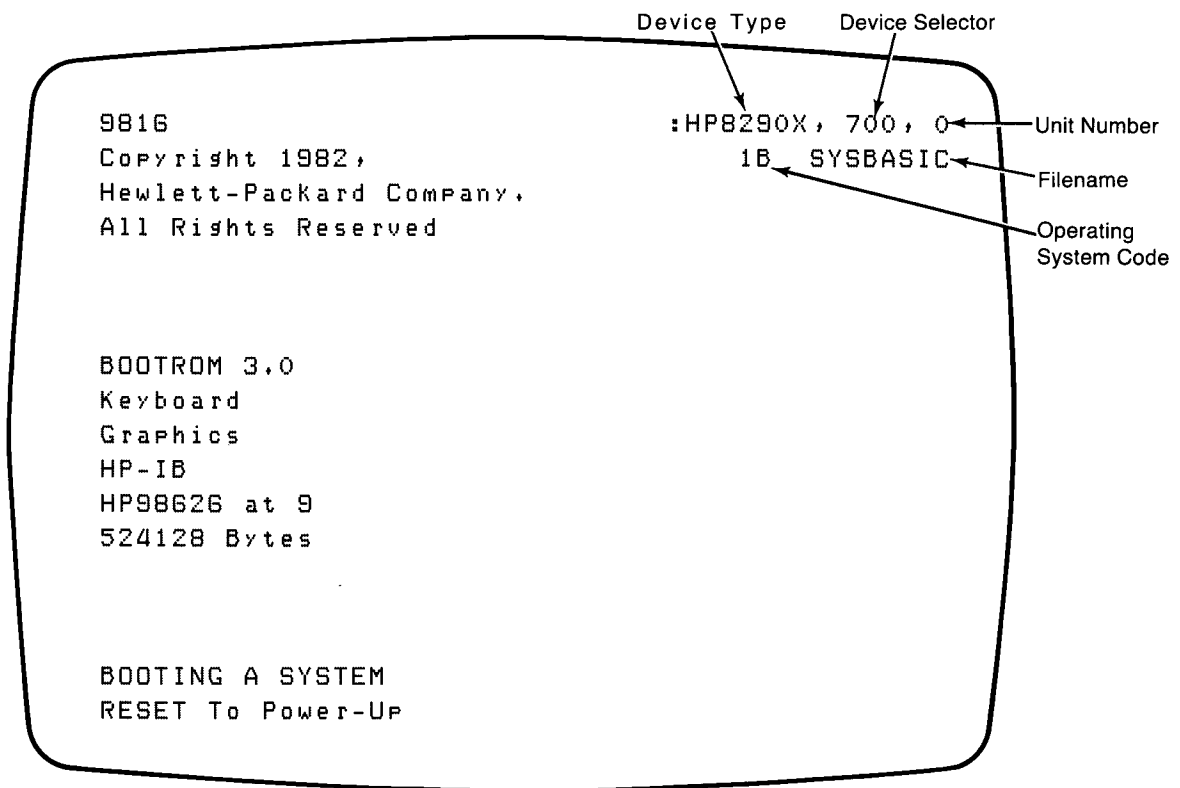 Device Type Device Selector
9816 :HP8290X, 700, 0 Unit Number
Copyright 1982, 1B SYSBASIC Filename
Hewlett-Packard Company.
All Rights Reserved Operating
System Code
BOOTROM 3.0
Keyboard
Graphics
HP-IB
HP98626 at 9
524128 Bytes
BOOTING A SYSTEM
RESET To Power-Up